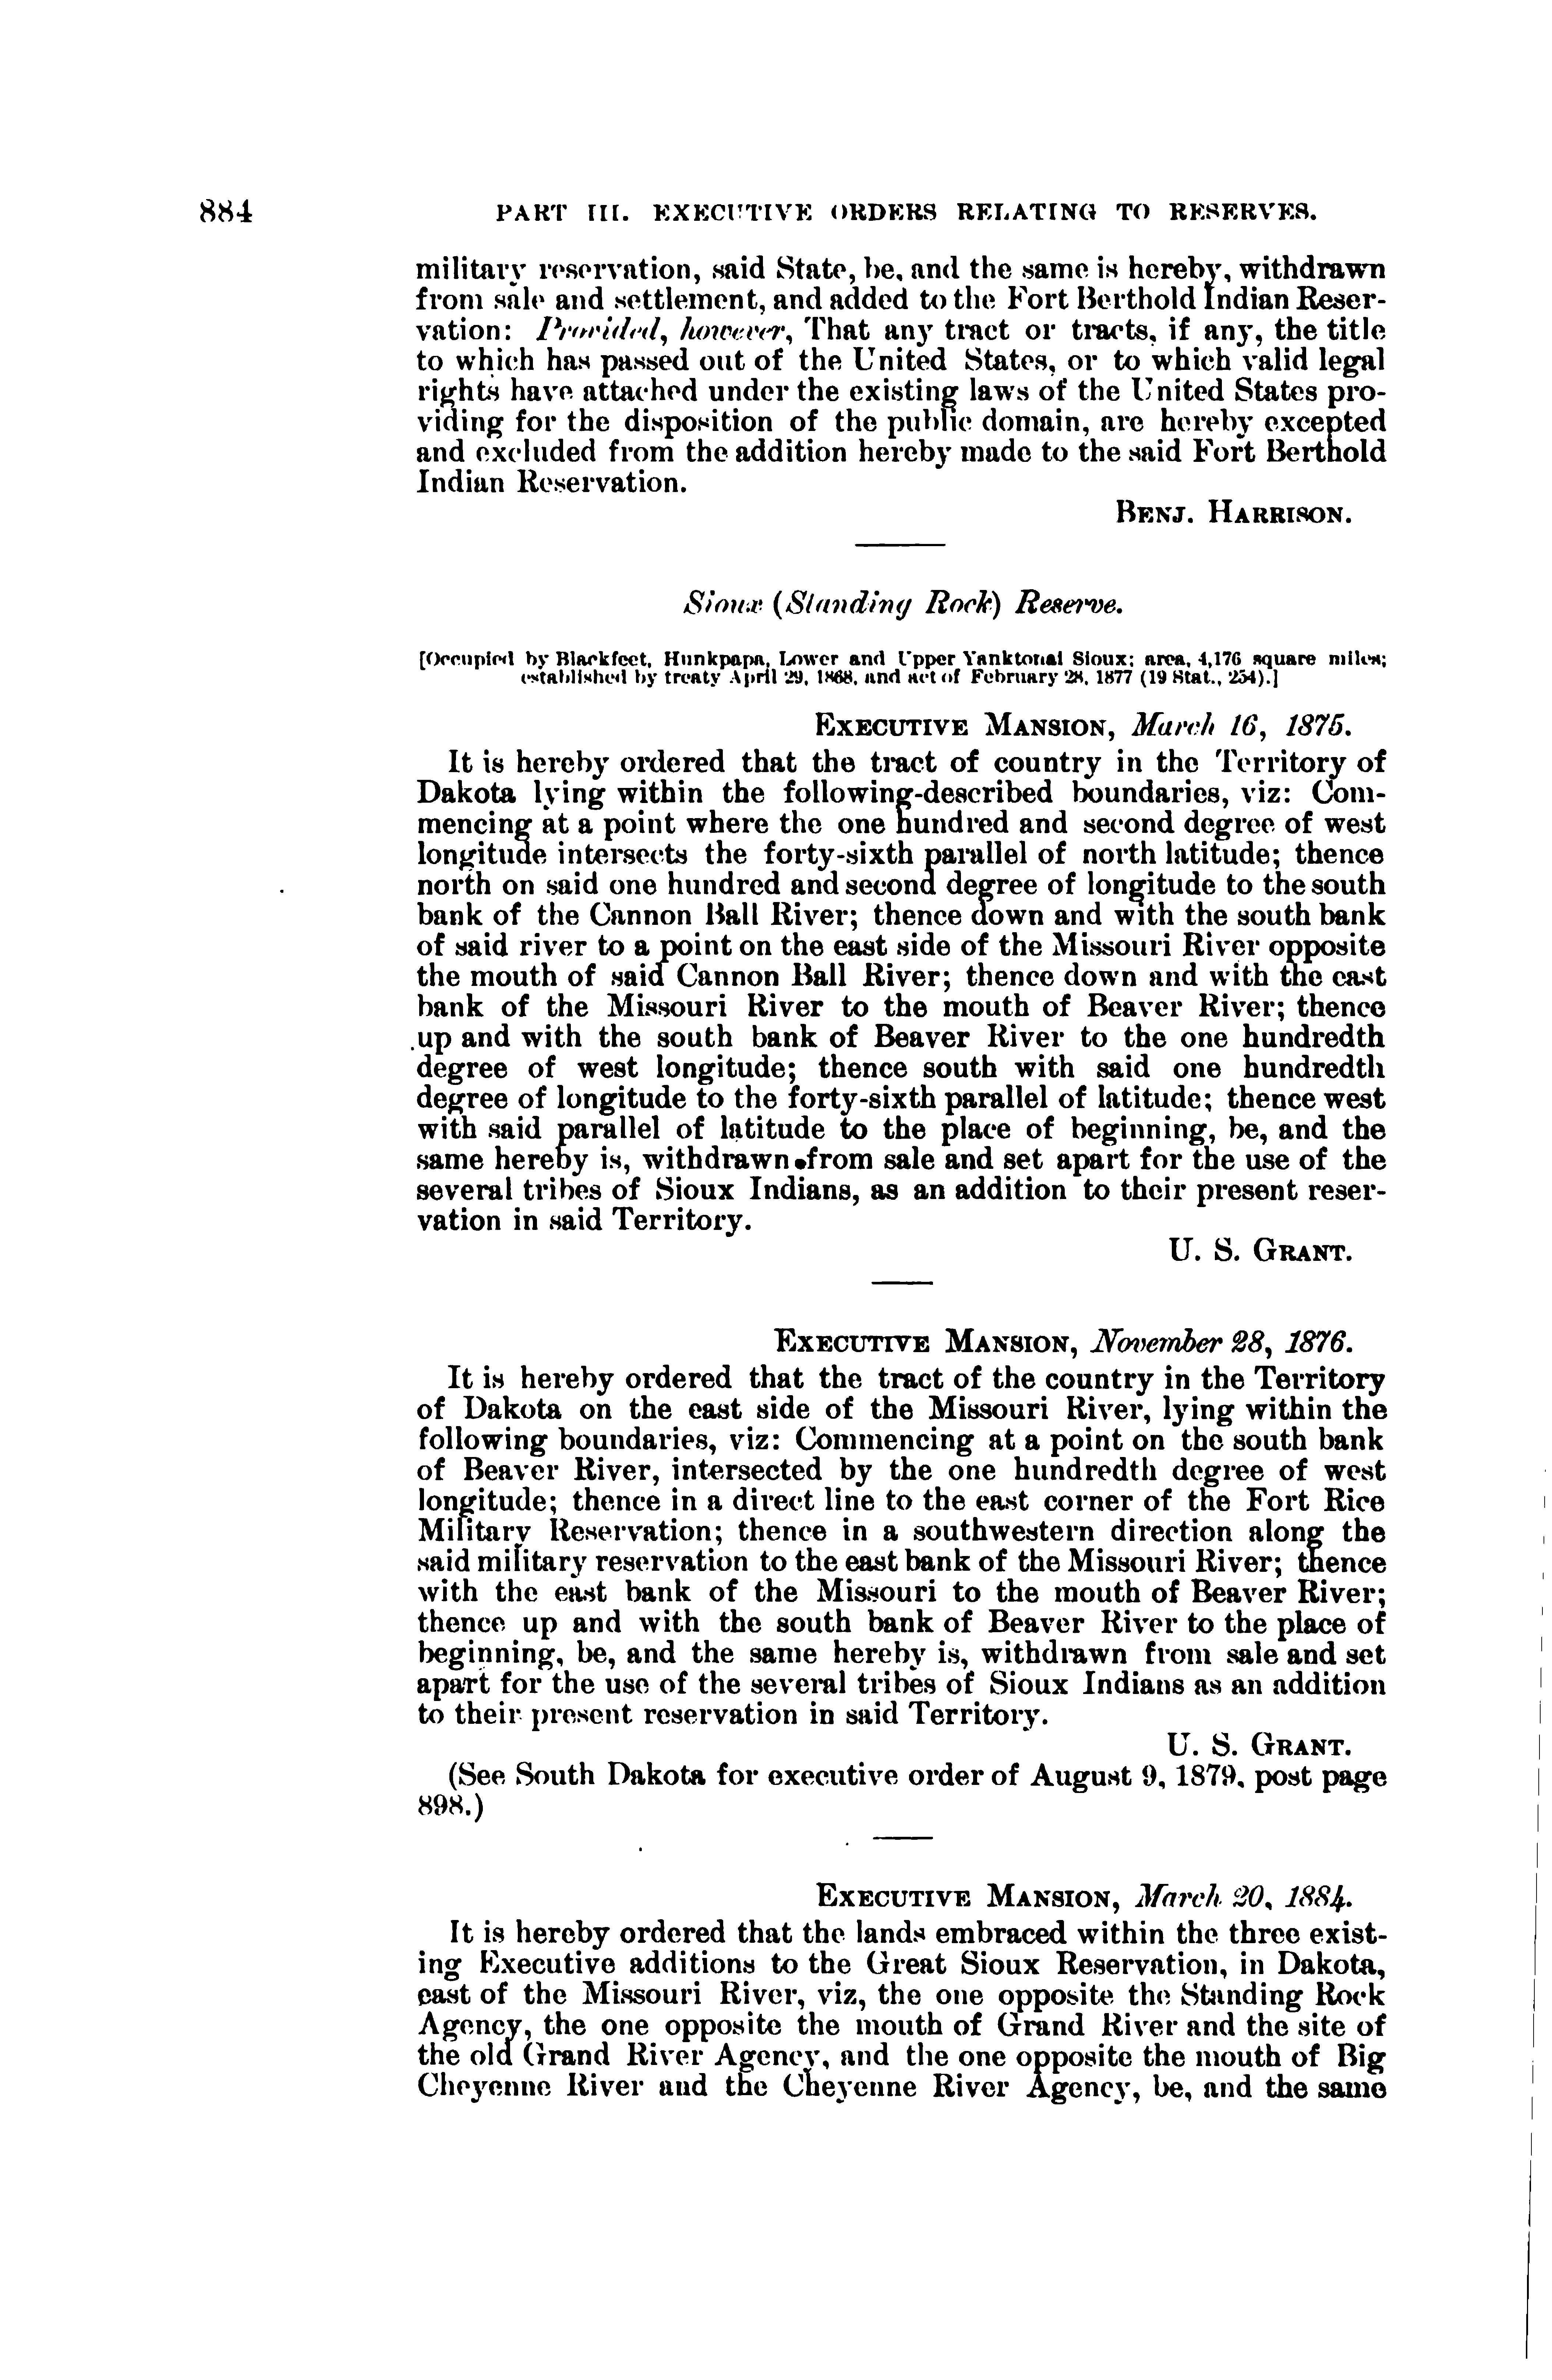 884 PART III. EXECUTIVE ORDERS RELATING TO RESERVES.
military reservation, said State, be, and the same is hereby, withdrawn
from sale and settlement, and added to the Fort Berthold Indian Reser-
vation: Provided, however, That any tract or tracts, if any, the title
to which has passed out of the United States, or to which valid legal
rights have attached under the existing laws of the United States pro-
viding for the disposition of the public domain, are hereby excepted
and excluded from the addition hereby made to the said Fort Berthold
Indian Reservation.
BENJ. HARRISON.
Sioux (Standing Rock) Reserve.
[Occupied by Blackfeet, Hunkpapa, Lower and Upper Yanktonai Sioux; area, 4,176 square miles;
established by treaty April 29, 1868, and act of February 28, 1877 (19 Stat., 254).]
EXECUTIVE MANSION, March 16, 1875.
It is hereby ordered that the tract of country in the Territory of
Dakota lying within the following-described boundaries, viz: Com-
mencing at a point where the one hundred and second degree of west
longitude intersects the forty-sixth parallel of north latitude; thence
north on said one hundred and second degree of longitude to the south
bank of the Cannon Ball River; thence down and with the south bank
of said river to a point on the east side of the Missouri River opposite
the mouth of said Cannon Ball River; thence down and with the east
bank of the Missouri River to the mouth of Beaver River; thence
up and with the south bank of Beaver River to the one hundredth
degree of west longitude; thence south with said one hundredth
degree of longitude to the forty-sixth parallel of latitude; thence west
with said parallel of latitude to the place of beginning, be, and the
same hereby is, withdrawn from sale and set apart for the use of the
several tribes of Sioux Indians, as an addition to their present reser-
vation in said Territory.
U. S. GRANT.
EXECUTIVE MANSION, November 28, 1876.
It is hereby ordered that the tract of the country in the Territory
of Dakota on the east side of the Missouri River, lying within the
following boundaries, viz: Commencing at a point on the south bank
of Beaver River, intersected by the one hundredth degree of west
longitude; thence in a direct line to the east corner of the Fort Rice
Military Reservation; thence in a southwestern direction along the
said military reservation to the east bank of the Missouri River; thence
with the east bank of the Missouri to the mouth of Beaver River;
thence up and with the south bank of Beaver River to the place of
beginning, be, and the same hereby is, withdrawn from sale and set
apart for the use of the several tribes of Sioux Indians as an addition
to their present reservation in said Territory.
U. S. GRANT.
(See South Dakota for executive order of August 9, 1879, post page
898.)
EXECUTIVE MANSION, March 20, 1884.
It is hereby ordered that the lands embraced within the three exist-
ing Executive additions to the Great Sioux Reservation, in Dakota,
east of the Missouri River, viz, the one opposite the Standing Rock
Agency, the one opposite the mouth of Grand River and the site of
the old Grand River Agency, and the one opposite the mouth of Big
Cheyenne River and the Cheyenne River Agency, be, and the same